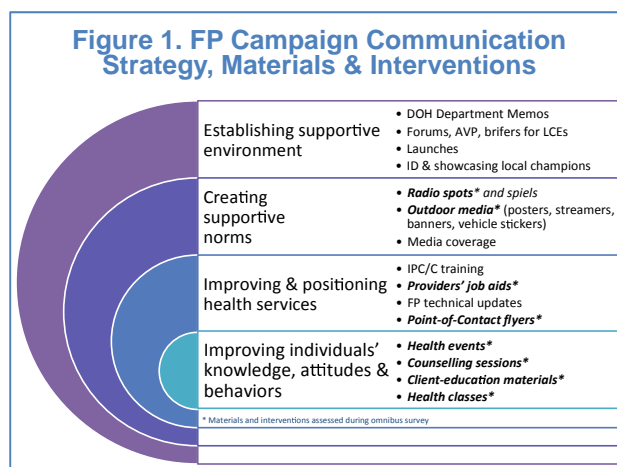 Figure 1. FP Campaign Communication
Strategy, Materials & Interventions
Establishing supportive
environment
• DOH Department Memos
• Forums, AVP, brifers for LCEs
• Launches
• ID & showcasing local champions
Creating
supportive
norms
• Radio spots* and spiels
• Outdoor media* (posters, streamers,
banners, vehicle stickers)
• Media coverage
Improving & positioning
health services
• IPC/C training
• Providers' job aids*
• FP technical updates
• Point-of-Contact flyers*
Improving individuals'
knowledge, attitudes &
behaviors
• Health events*
• Counselling sessions*
• Client-education materials*
• Health classes*
* Materials and interventions assessed during omnibus survey